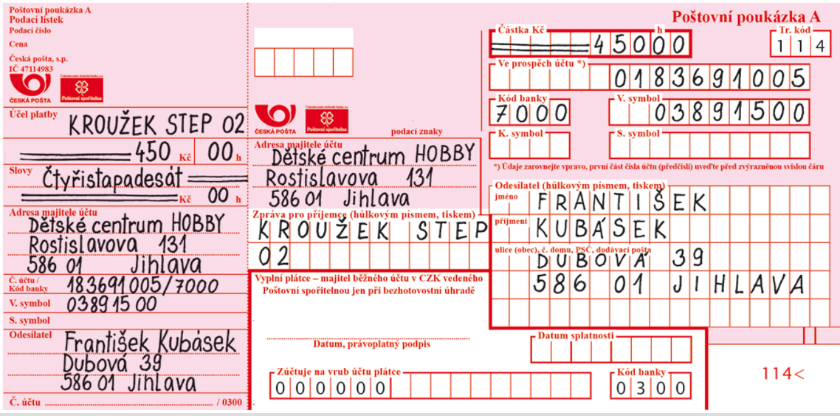 Poštovní poukázka A
Podací lístek
Podací číslo
Cena
Česká pošta, s.p.
IČ 47114983
ČESKÁ POŠTA
Poštovní spořitelna
Účel platby
KROUŽEK STEP 02
450 Kč 00 h
Slovy
Čtyřistapadesát
Kč 00 h
Adresa majitele účtu
Dětské centrum HOBBY
Rostislavova 131
586 01 Jihlava
Č. účtu /
Kód banky
183691005/7000
V. symbol
03891500
S. symbol
Odesílatel
František Kubásek
Dubová 39
586 01 Jihlava
Č. účtu / 0300
ČESKÁ POŠTA
Poštovní spořitelna
podací znaky
Adresa majitele účtu
Dětské centrum HOBBY
Rostislavova 131
586 01 Jihlava
Zpráva pro příjemce (hůlkovým písmem, tiskem)
KROUŽEK STEP
02
Vyplní plátce – majitel běžného účtu v CZK vedeného
Poštovní spořitelnou jen při bezhotovostní úhradě
Datum, právoplatný podpis
Zúčtuje na vrub účtu plátce
000000
Poštovní poukázka A
Částka Kč h
45000
Tr. kód
114
Ve prospěch účtu *)
0183691005
Kód banky
7000
V. symbol
03891500
K. symbol
S. symbol
*) Údaje zarovnejte vpravo, první část čísla účtu (předčíslí) uveďte před zvýrazněnou svislou čáru
Odesílatel (hůlkovým písmem, tiskem)
jméno
FRANTIŠEK
příjmení
KUBÁSEK
ulice (obec), č. domu, PSČ, dodávací pošta
DUBOVÁ 39
586 01 JIHLAVA
Datum splatnosti
Kód banky
0300
114<